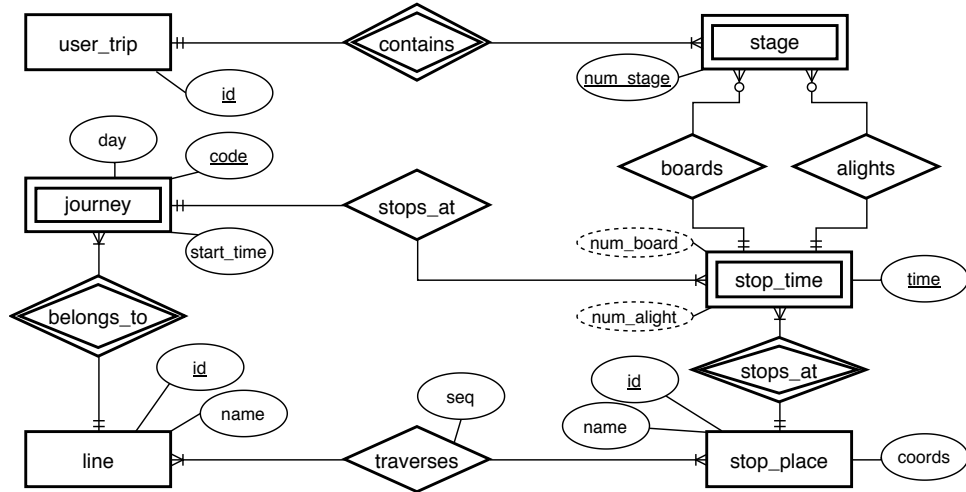 user_trip
contains
stage
id
num_stage
day
code
boards
alights
journey
stops_at
start_time
num_board
stop_time
time
num_alight
belongs_to
stops_at
id
id
name
seq
name
line
traverses
stop_place
coords